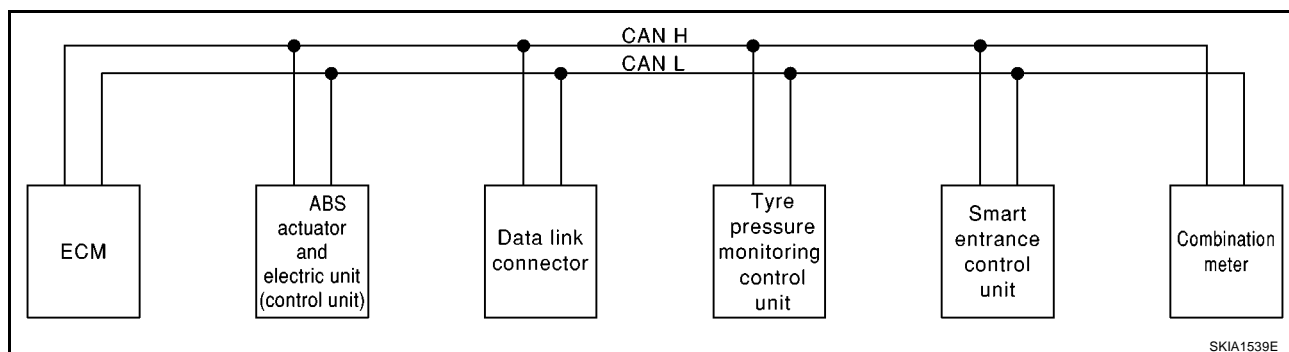 CAN H
CAN L
ECM
ABS
actuator
and
electric unit
(control unit)
Data link
connector
Tyre
pressure
monitoring
control
unit
Smart
entrance
control
unit
Combination
meter
SKIA1539E